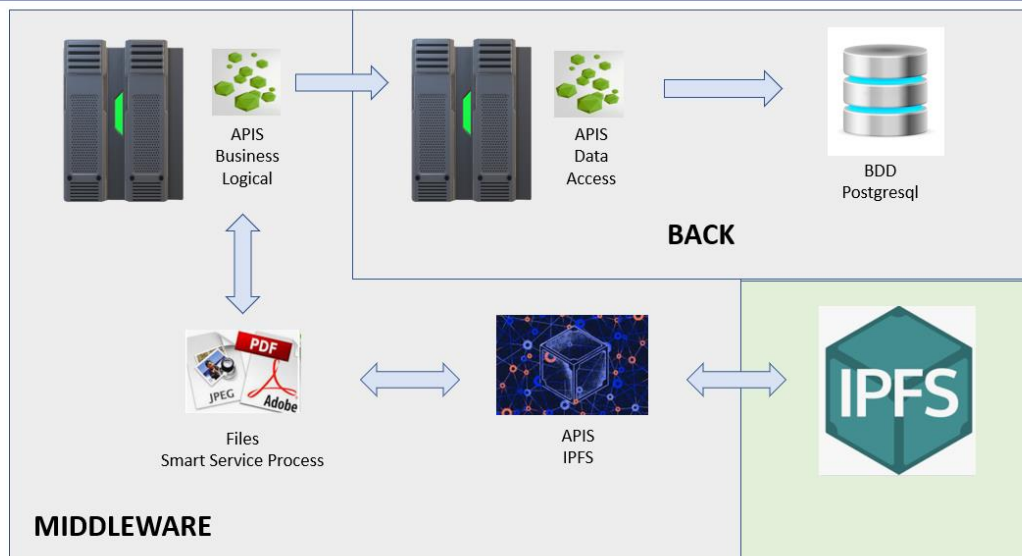 APIS
Business
Logical
APIS
Data
Access
BDD
Postgresql
BACK
JPEG
PDF
Adobe
Files
Smart Service Process
APIS
IPFS
IPFS
MIDDLEWARE